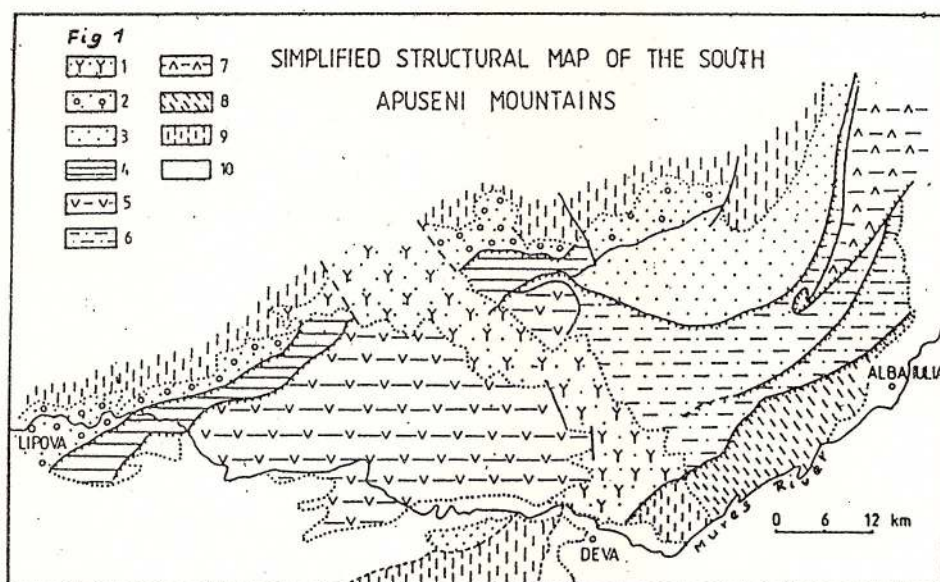 Fig 1
SIMPLIFIED STRUCTURAL MAP OF THE SOUTH
APUSENI MOUNTAINS
1
2
3
4
5
6
7
8
9
10
LIPOVA
DEVA
ALBA IULIA
Mures River
0 6 12 km